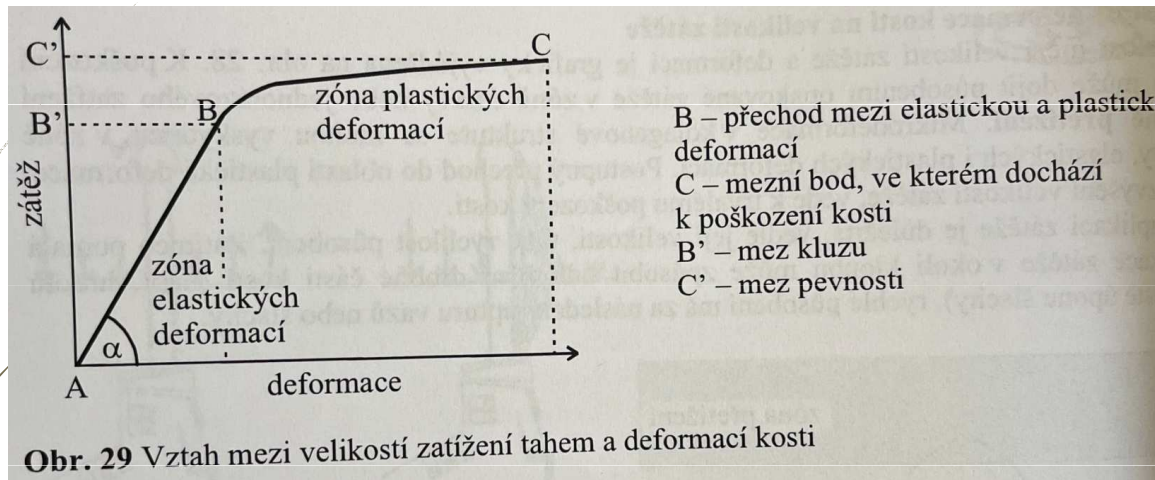 C'
C
B'
B
zóna plastických
deformací
zátěž
zóna
elastických
deformací
α
A
deformace
B – přechod mezi elastickou a plastick
deformací
C – mezní bod, ve kterém dochází
k poškození kosti
B' – mez kluzu
C' – mez pevnosti
Obr. 29 Vztah mezi velikostí zatížení tahem a deformací kosti